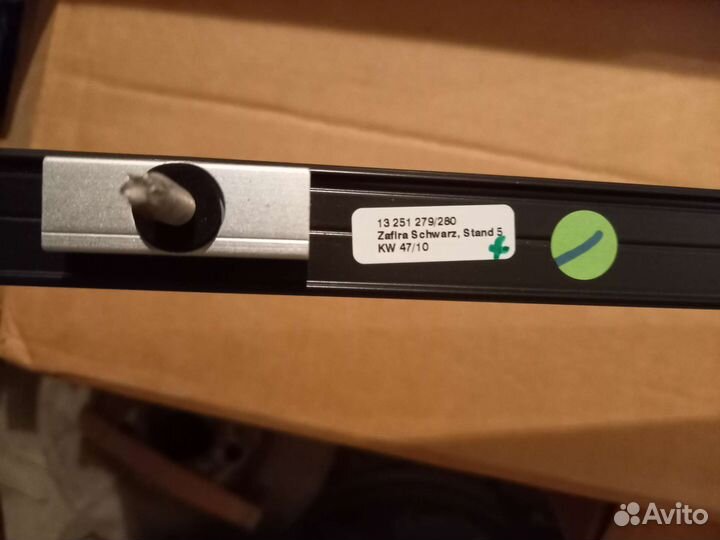 13 251 279/280
Zafira Schwarz, Stand 5
KW 47/10
Avito